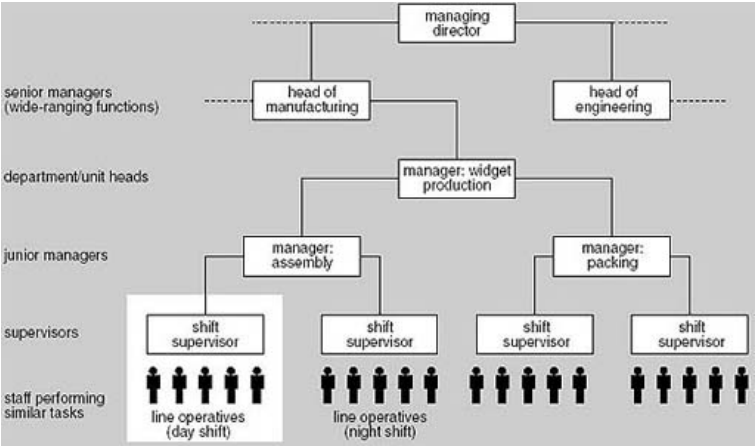 managing
director
senior managers
(wide-ranging functions)
head of
manufacturing
head of
engineering
department/unit heads
manager: widget
production
junior managers
manager:
assembly
manager:
packing
supervisors
shift
supervisor
shift
supervisor
shift
supervisor
shift
supervisor
staff performing
similar tasks
line operatives
(day shift)
line operatives
(night shift)